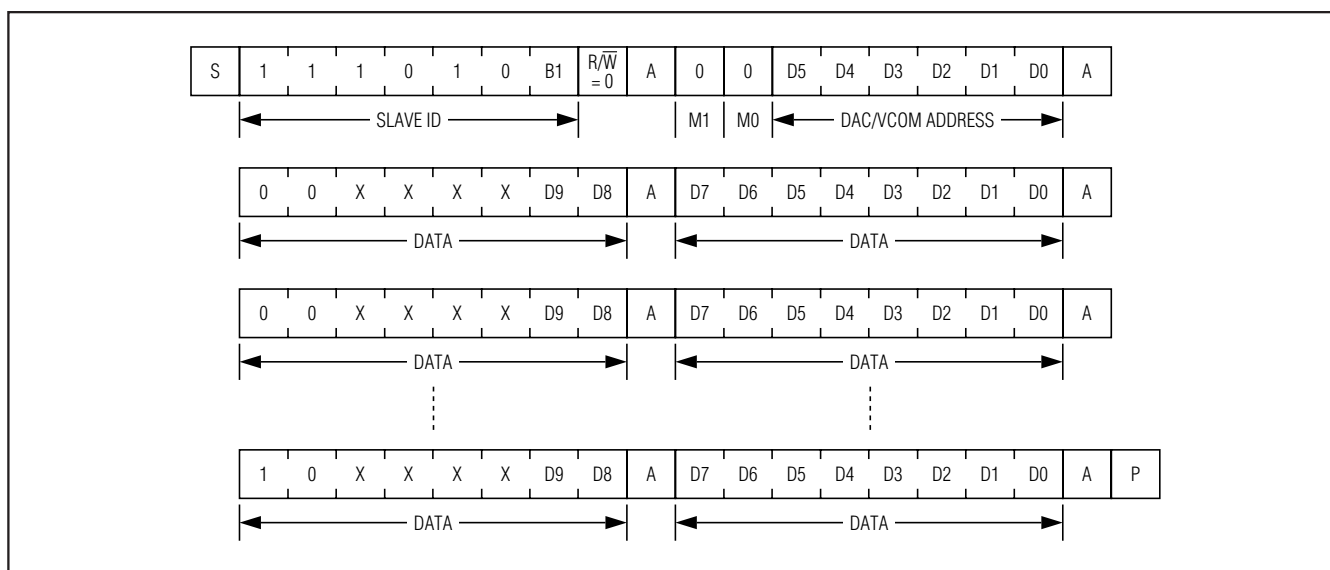 S 1 1 1 0 1 0 B1 R/W̅ = 0 A 0 0 D5 D4 D3 D2 D1 D0 A
SLAVE ID M1 M0 DAC/VCOM ADDRESS
0 0 X X X X D9 D8 A D7 D6 D5 D4 D3 D2 D1 D0 A
DATA DATA
0 0 X X X X D9 D8 A D7 D6 D5 D4 D3 D2 D1 D0 A
DATA DATA
1 0 X X X X D9 D8 A D7 D6 D5 D4 D3 D2 D1 D0 A P
DATA DATA